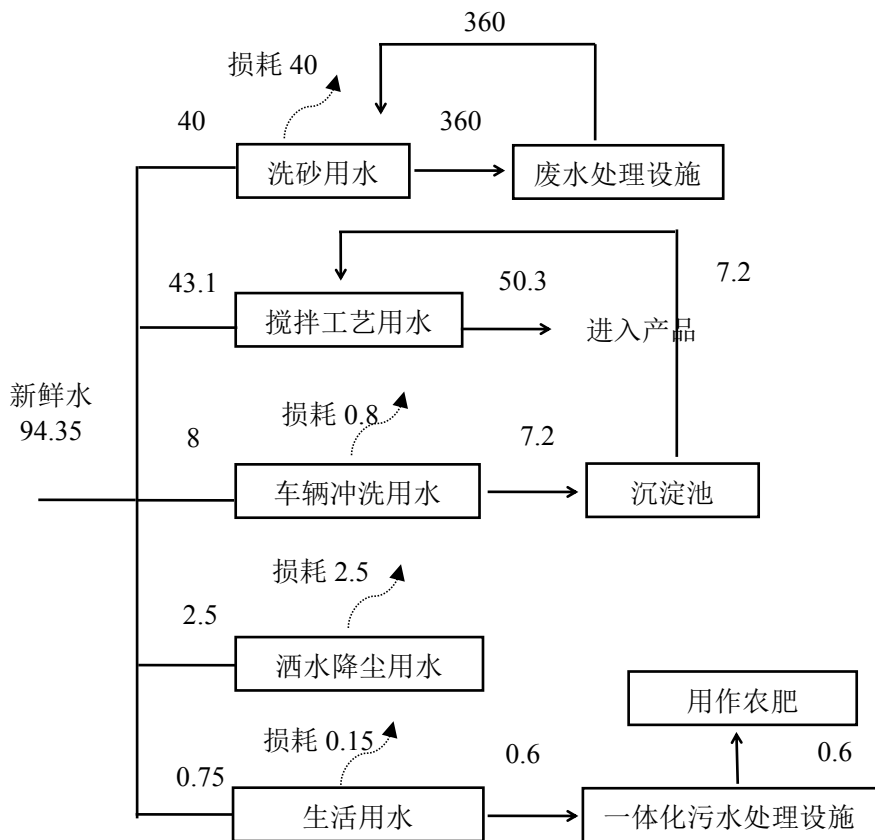 360
损耗 40
40
360
洗砂用水
废水处理设施
43.1
50.3
7.2
搅拌工艺用水
进入产品
新鲜水
94.35
损耗 0.8
8
7.2
车辆冲洗用水
沉淀池
损耗 2.5
2.5
洒水降尘用水
用作农肥
损耗 0.15
0.75
0.6
0.6
生活用水
一体化污水处理设施